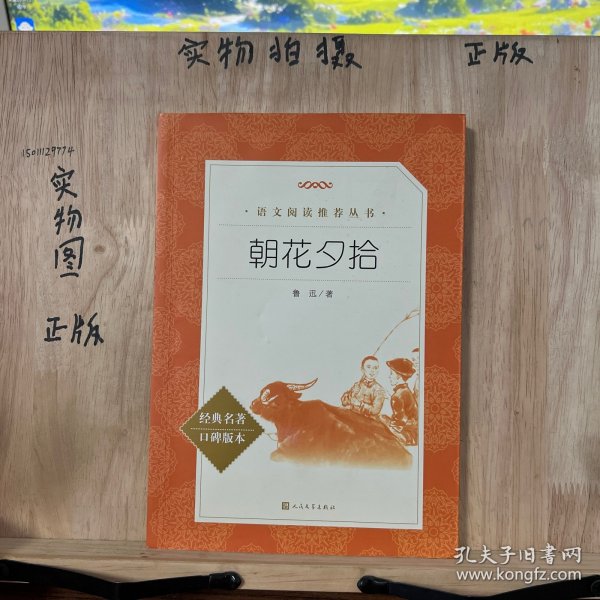 实物拍摄 正版
15011129774
实物图
正版
·语文阅读推荐丛书·
朝花夕拾
鲁 迅/著
经典名著
口碑版本
人民文学出版社
孔夫子旧书网
www.kongfz.com